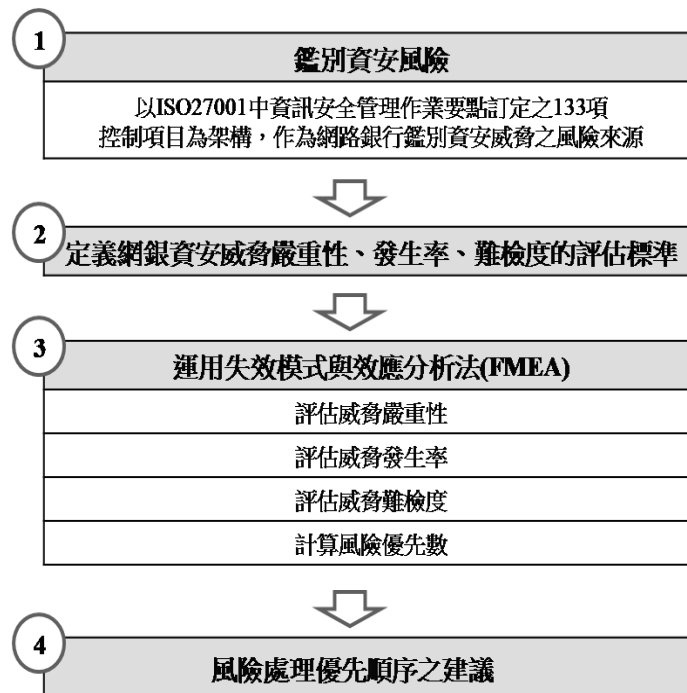 1
鑑別資安風險
以ISO27001中資訊安全管理作業要點訂定之133項
控制項目為架構，作為網路銀行鑑別資安威脅之風險來源
2
定義網銀資安威脅嚴重性、發生率、難檢度的評估標準
3
運用失效模式與效應分析法(FMEA)
評估威脅嚴重性
評估威脅發生率
評估威脅難檢度
計算風險優先數
4
風險處理優先順序之建議